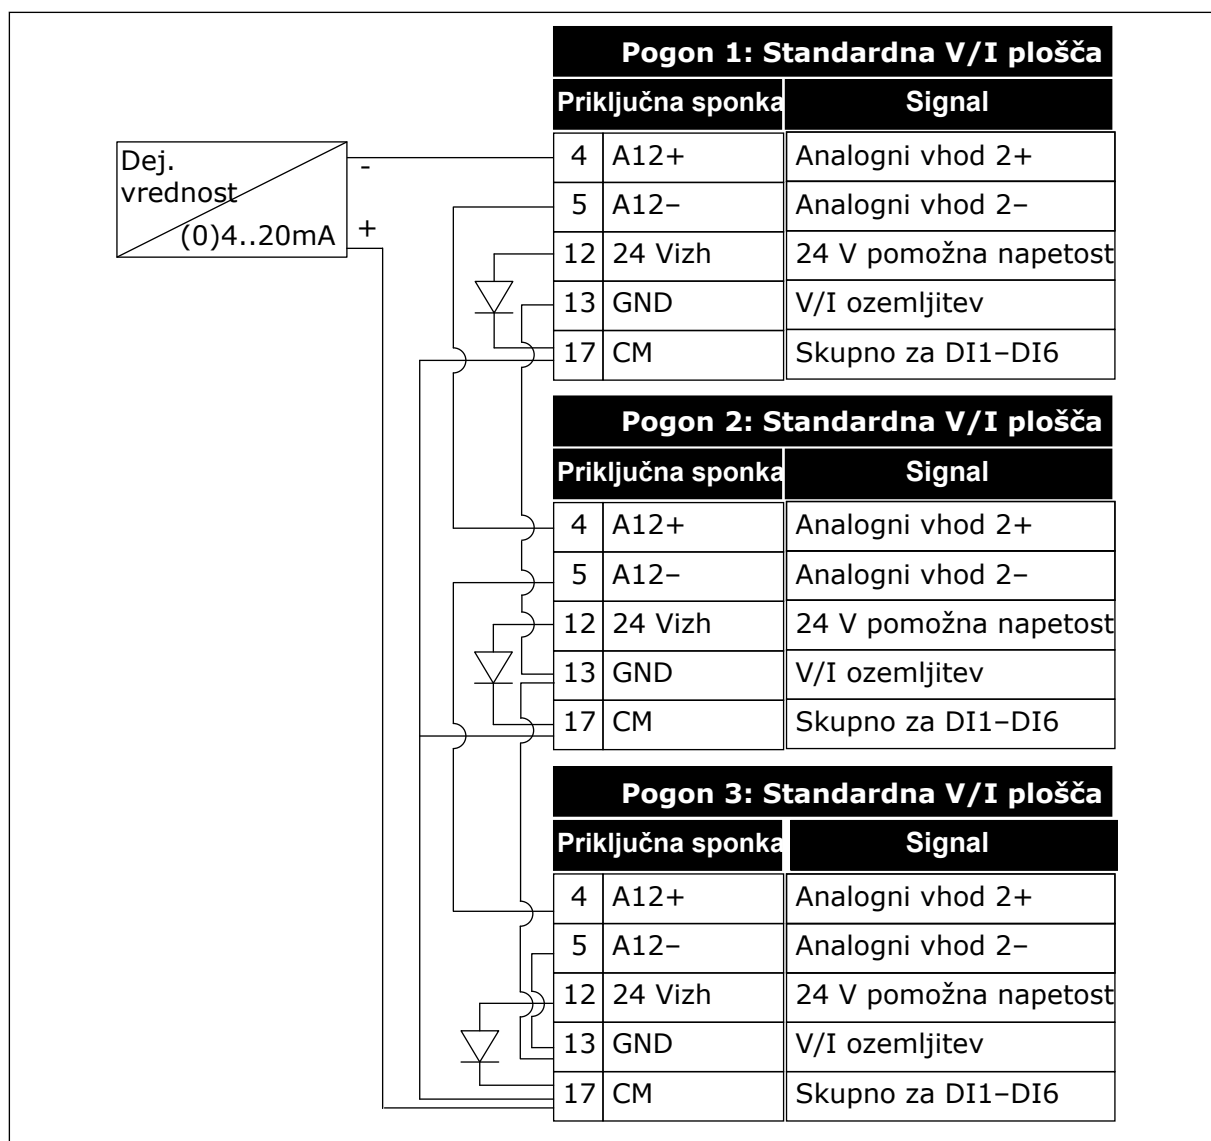 Dej.
vrednost
(0)4..20mA
-
+
Pogon 1: Standardna V/I plošča
Priključna sponka Signal
4 A12+ Analogni vhod 2+
5 A12– Analogni vhod 2–
12 24 Vizh 24 V pomožna napetost
13 GND V/I ozemljitev
17 CM Skupno za DI1–DI6
Pogon 2: Standardna V/I plošča
Priključna sponka Signal
4 A12+ Analogni vhod 2+
5 A12– Analogni vhod 2–
12 24 Vizh 24 V pomožna napetost
13 GND V/I ozemljitev
17 CM Skupno za DI1–DI6
Pogon 3: Standardna V/I plošča
Priključna sponka Signal
4 A12+ Analogni vhod 2+
5 A12– Analogni vhod 2–
12 24 Vizh 24 V pomožna napetost
13 GND V/I ozemljitev
17 CM Skupno za DI1–DI6